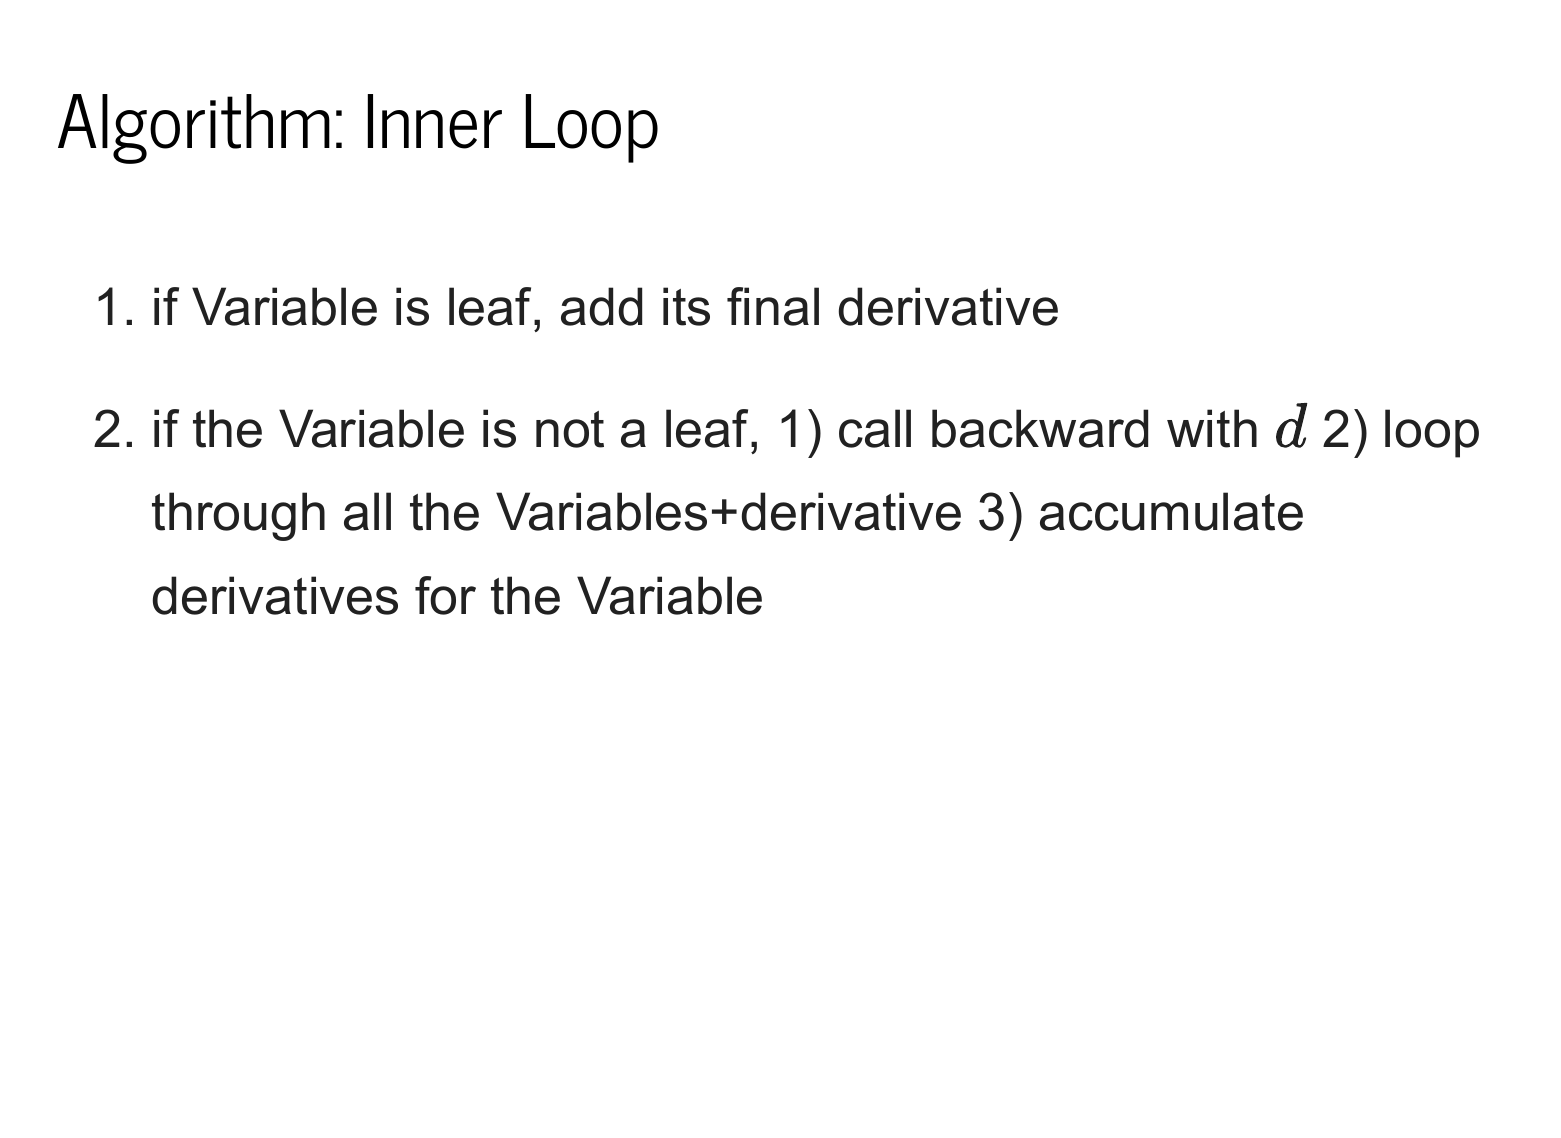 Algorithm: Inner Loop
1. if Variable is leaf, add its final derivative
2. if the Variable is not a leaf, 1) call backward with d 2) loop
through all the Variables+derivative 3) accumulate
derivatives for the Variable